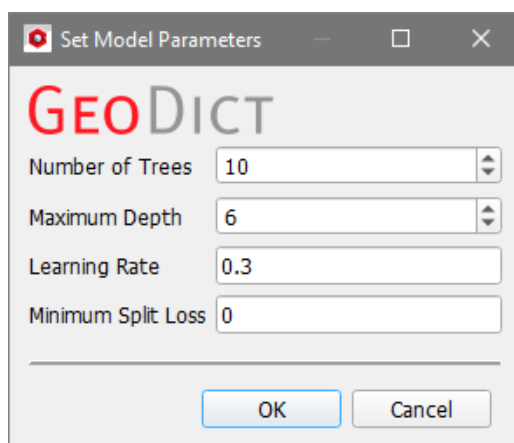 Set Model Parameters
GEODICT
Number of Trees 10
Maximum Depth 6
Learning Rate 0.3
Minimum Split Loss 0
OK Cancel